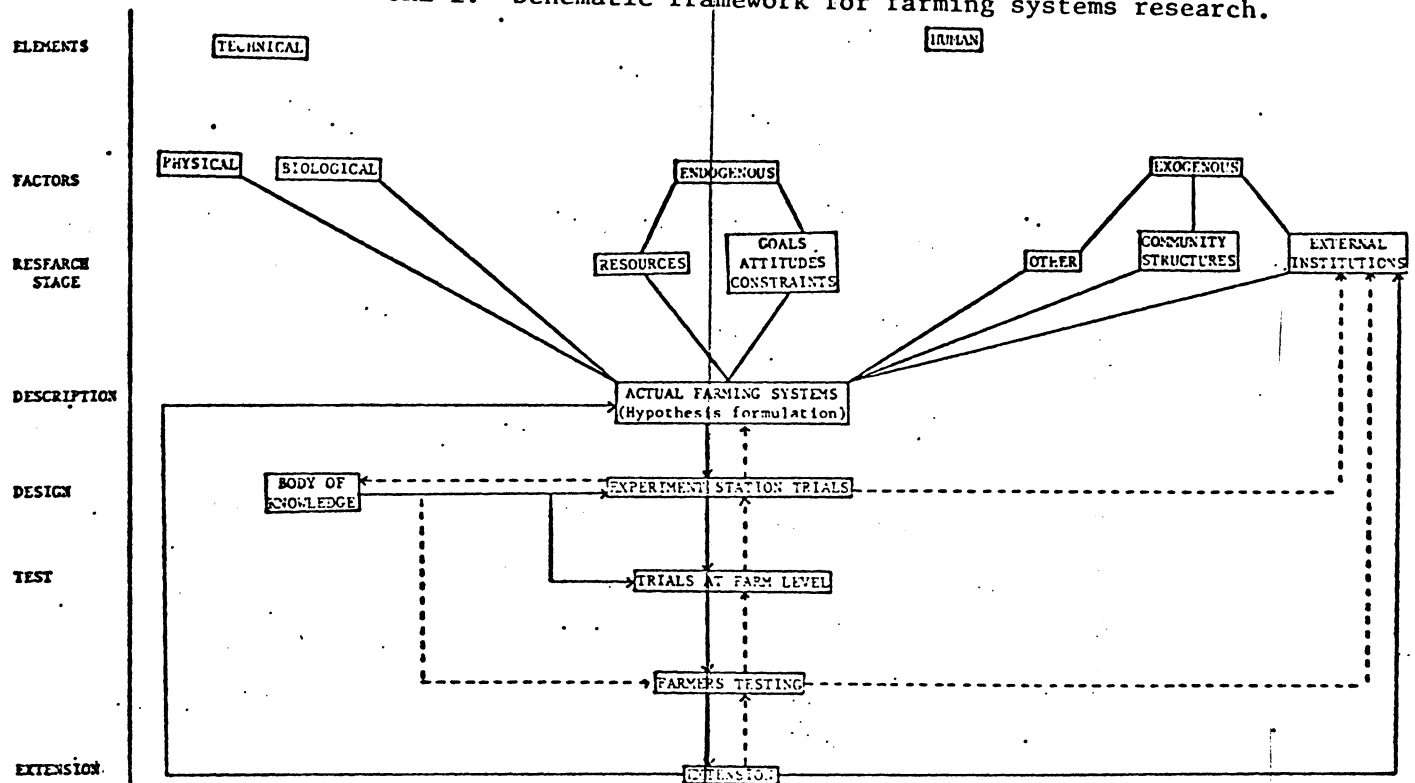 1. Schematic framework for farming systems research.
ELEMENTS
TECHNICAL
HUMAN
FACTORS
PHYSICAL
BIOLOGICAL
ENDOGENOUS
EXOGENOUS
RESEARCH
STAGE
RESOURCES
GOALS
ATTITUDES
CONSTRAINTS
OTHER
COMMUNITY
STRUCTURES
EXTERNAL
INSTITUTIONS
DESCRIPTION
ACTUAL FARMING SYSTEMS
(Hypothesis formulation)
DESIGN
BODY OF
KNOWLEDGE
EXPERIMENT STATION TRIALS
TEST
TRIALS AT FARM LEVEL
FARMERS TESTING
EXTENSION
EXTENSION